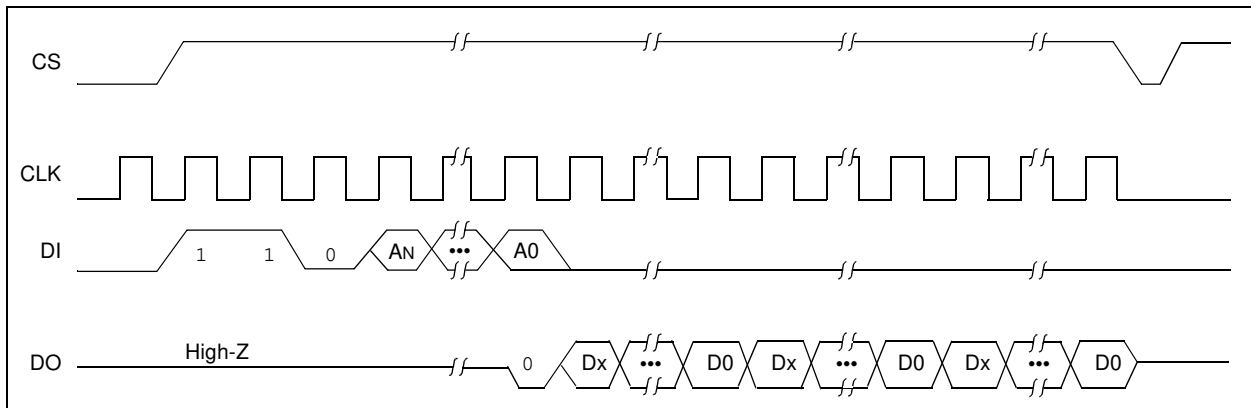 CS
CLK
DI 1 1 0 AN ••• A0
High-Z
DO 0 Dx ••• D0 Dx ••• D0 Dx ••• D0